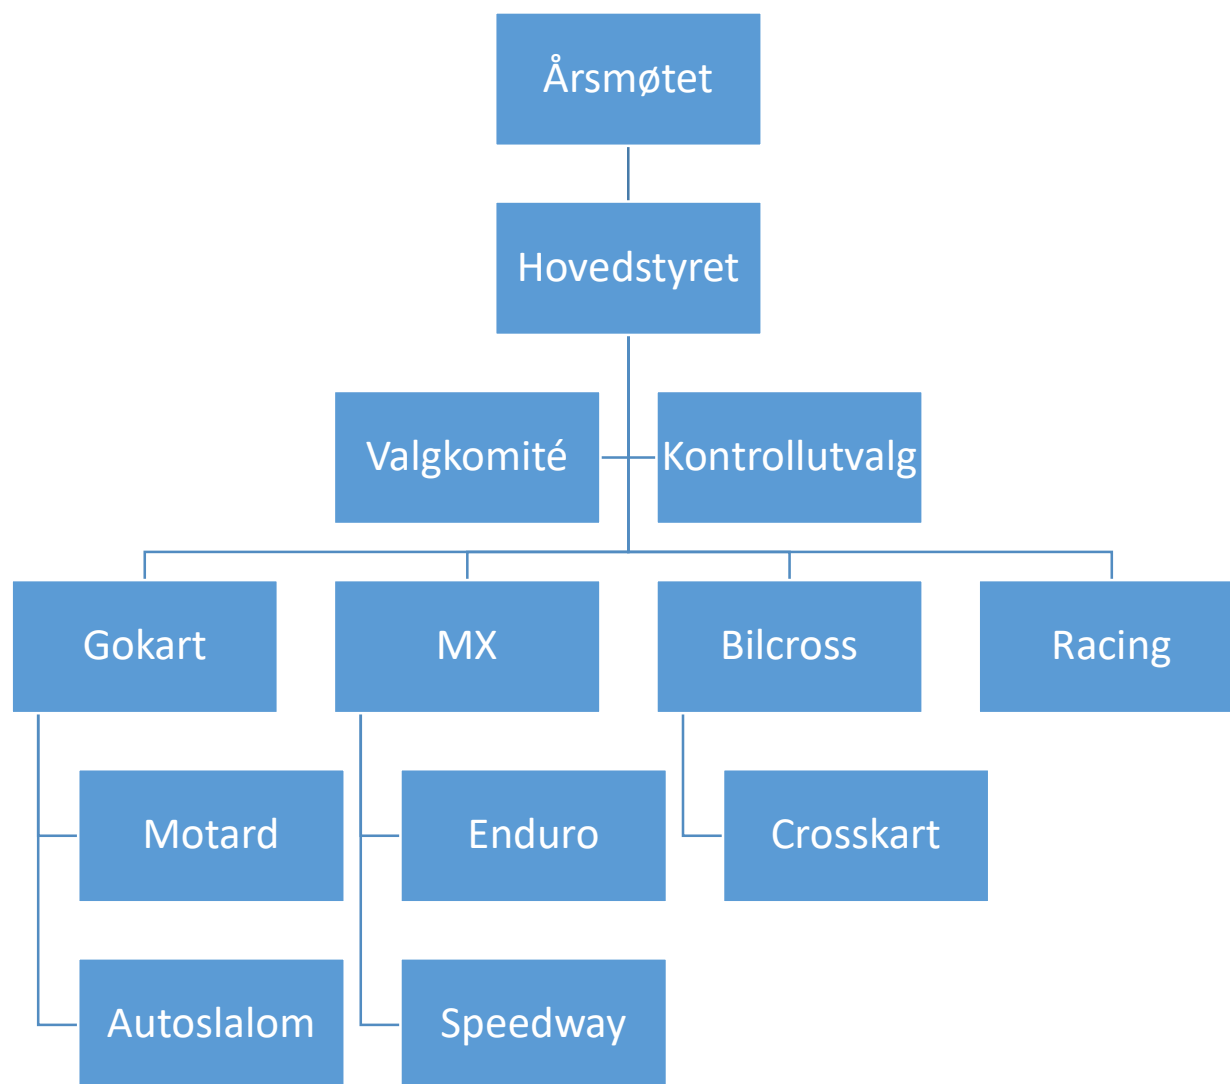 Årsmøtet
Hovedstyret
Valgkomité
Kontrollutvalg
Gokart
MX
Bilcross
Racing
Motard
Enduro
Crosskart
Autoslalom
Speedway